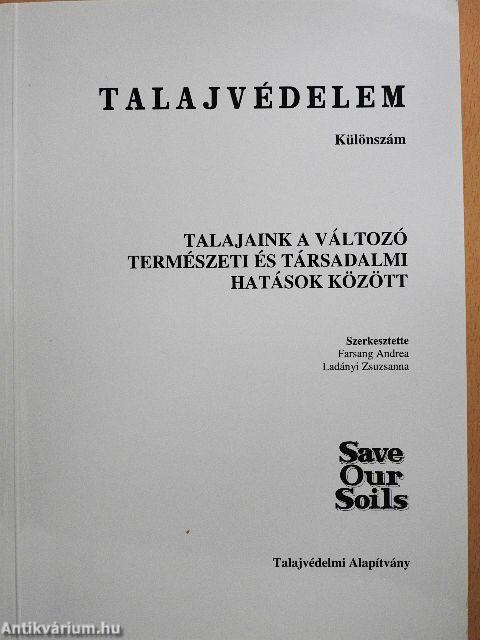 TALAJVÉDELEM
Különszám
TALAJAINK A VÁLTOZÓ
TERMÉSZETI ÉS TÁRSADALMI
HATÁSOK KÖZÖTT
Szerkesztette
Farsang Andrea
Ladányi Zsuzsanna
Save
Our
Soils
Talajvédelmi Alapítvány
Antikvárium.hu